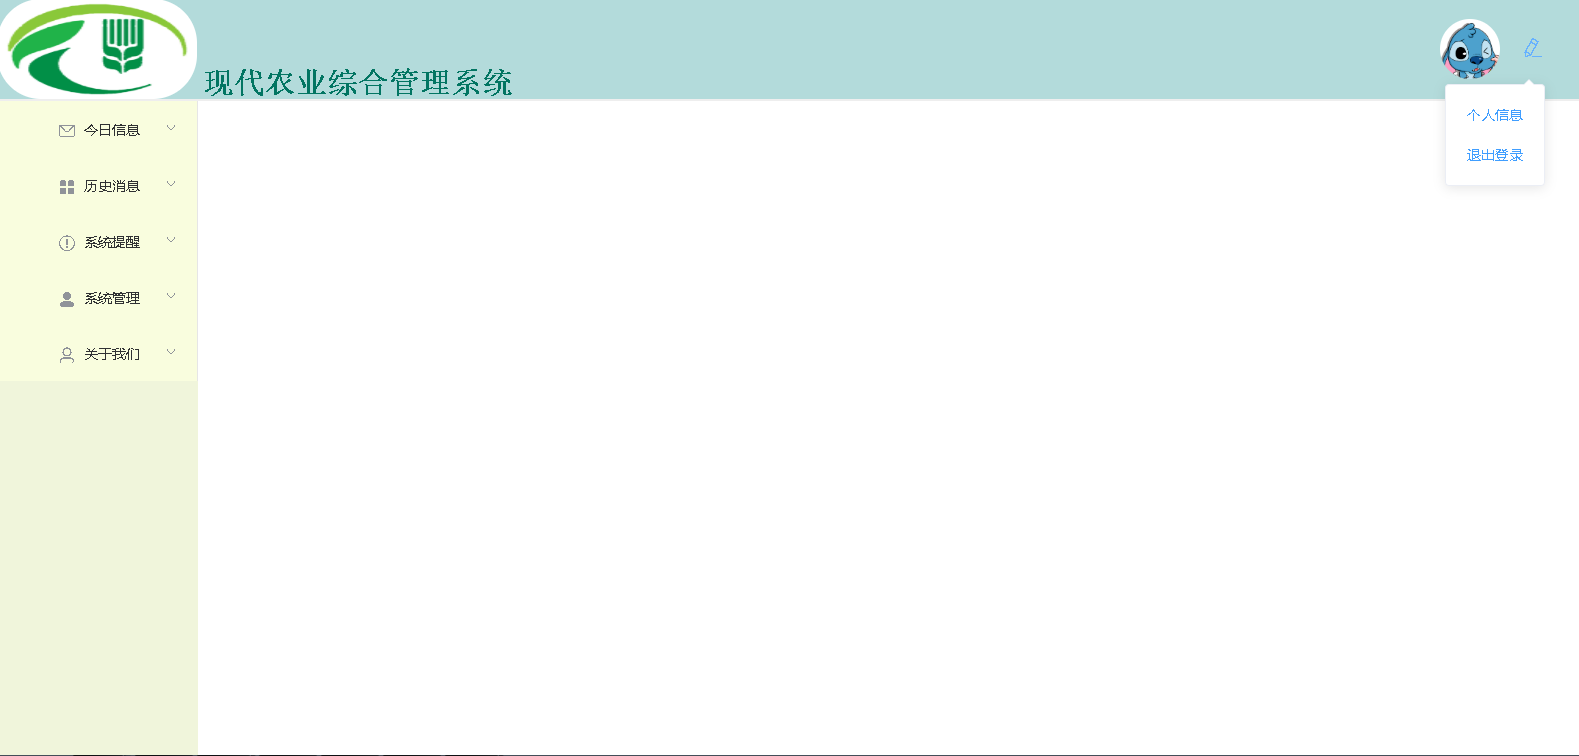 现代农业综合管理系统
个人信息
退出登录
今日信息
历史消息
系统提醒
系统管理
关于我们